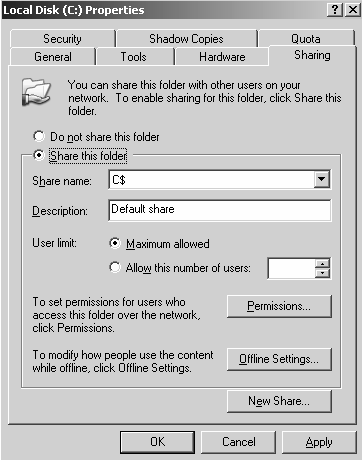 Local Disk (C:) Properties
Security Shadow Copies Quota
General Tools Hardware Sharing
You can share this folder with other users on your
network. To enable sharing for this folder, click Share this
folder.
Do not share this folder
Share this folder
Share name: C$
Description: Default share
User limit: Maximum allowed
Allow this number of users:
To set permissions for users who
access this folder over the network,
click Permissions.
Permissions...
To modify how people use the content
while offline, click Offline Settings.
Offline Settings...
New Share...
OK Cancel Apply